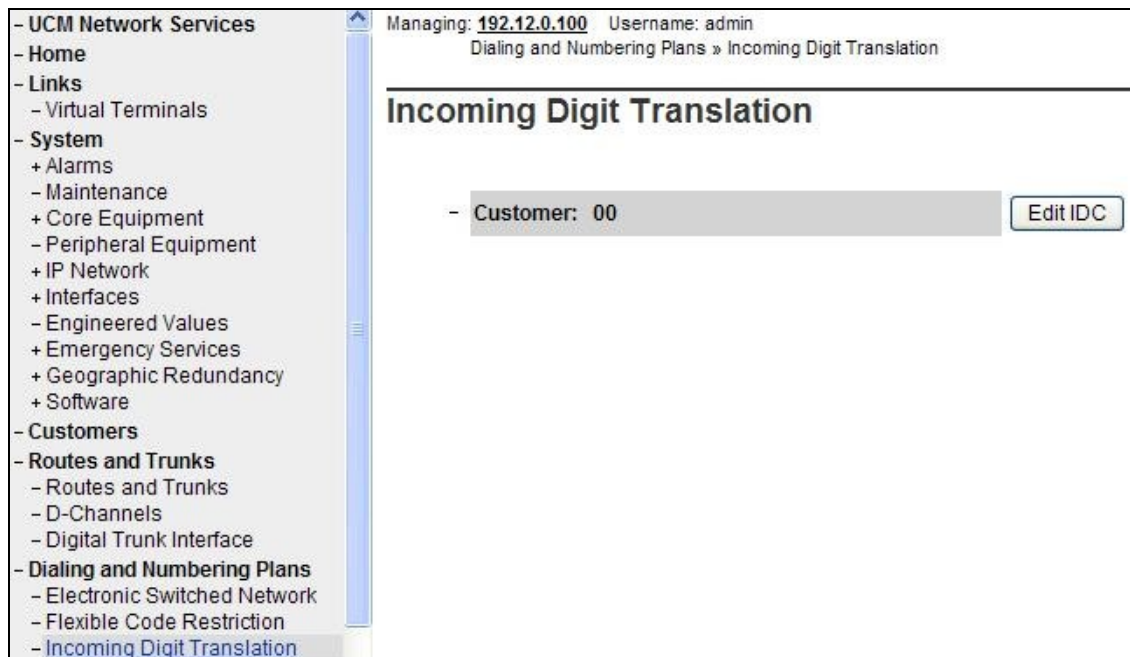 – UCM Network Services
– Home
– Links
– Virtual Terminals
– System
+ Alarms
– Maintenance
+ Core Equipment
– Peripheral Equipment
+ IP Network
+ Interfaces
– Engineered Values
+ Emergency Services
+ Geographic Redundancy
+ Software
– Customers
– Routes and Trunks
– Routes and Trunks
– D-Channels
– Digital Trunk Interface
– Dialing and Numbering Plans
– Electronic Switched Network
– Flexible Code Restriction
– Incoming Digit Translation
Managing: 192.12.0.100 Username: admin
Dialing and Numbering Plans » Incoming Digit Translation
Incoming Digit Translation
– Customer: 00 Edit IDC